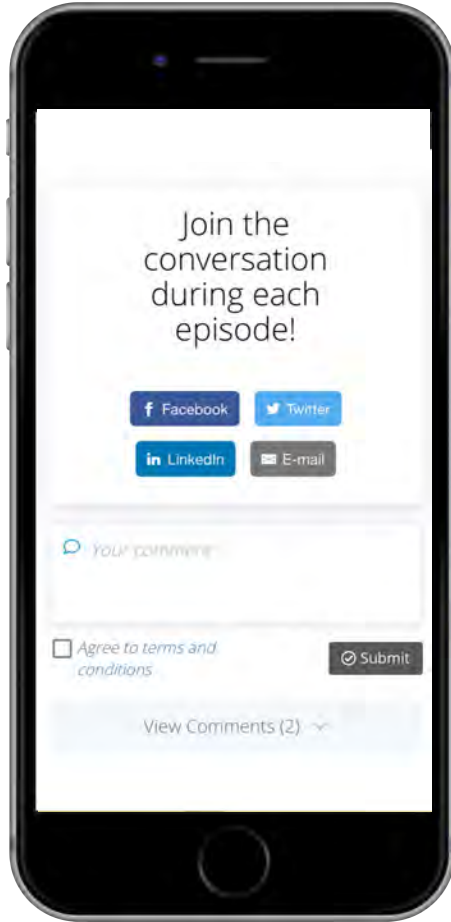 Join the
conversation
during each
episode!
Facebook
Twitter
LinkedIn
E-mail
Your comment
Agree to terms and
conditions
Submit
View Comments (2)